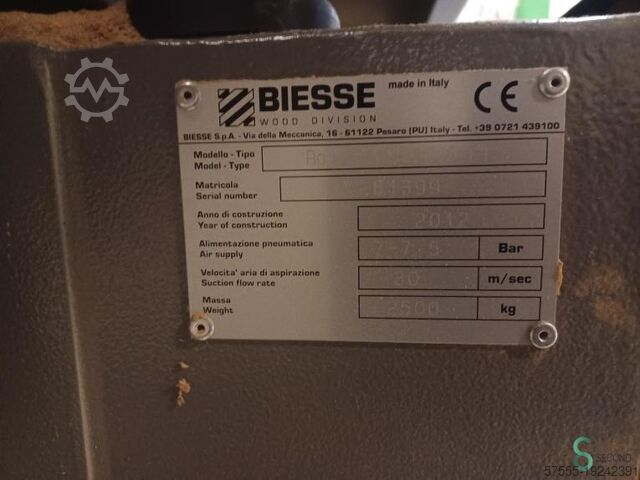 BIESSE
WOOD DIVISION
made in Italy
CE
BIESSE S.p.A. - Via della Meccanica, 16 - 61122 Pesaro (PU) Italy - Tel. +39 0721 439100
Modello - Tipo
Model - Type
Matricola
Serial number
Anno di costruzione 2012
Year of construction
Alimentazione pneumatica Bar
Air supply
Velocita' aria di aspirazione 30 m/sec
Suction flow rate
Massa kg
Weight
SECOND
57555-19242391